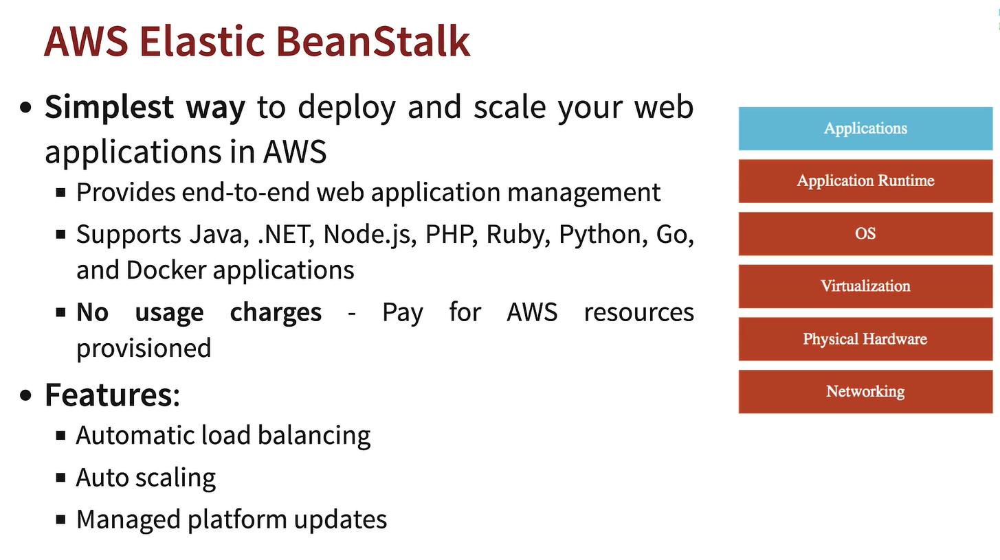 AWS Elastic BeanStalk
• Simplest way to deploy and scale your web
applications in AWS
▪ Provides end-to-end web application management
▪ Supports Java, .NET, Node.js, PHP, Ruby, Python, Go,
and Docker applications
▪ No usage charges - Pay for AWS resources
provisioned
• Features:
▪ Automatic load balancing
▪ Auto scaling
▪ Managed platform updates
Applications
Application Runtime
OS
Virtualization
Physical Hardware
Networking